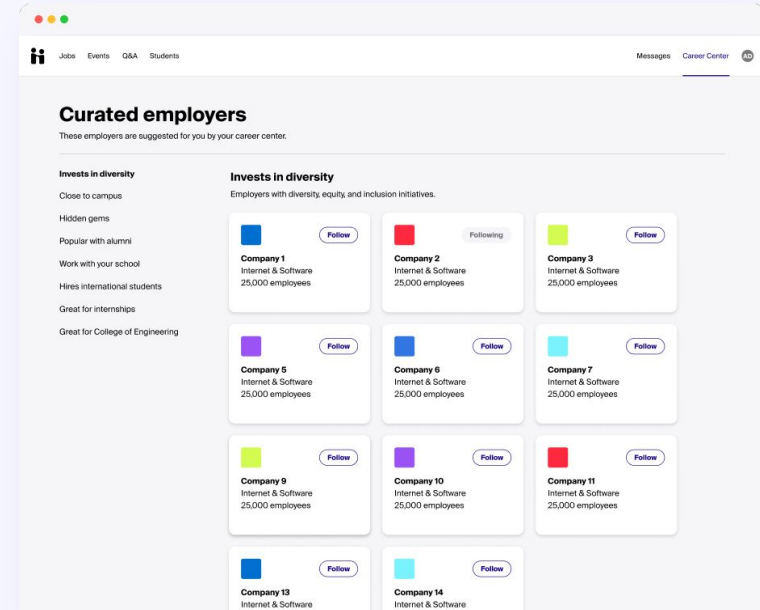 Jobs Events Q&A Students Messages Career Center AD
Curated employers
These employers are suggested for you by your career center.
Invests in diversity
Close to campus
Hidden gems
Popular with alumni
Work with your school
Hires international students
Great for internships
Great for College of Engineering
Invests in diversity
Employers with diversity, equity, and inclusion initiatives.
Follow
Company 1
Internet & Software
25,000 employees
Following
Company 2
Internet & Software
25,000 employees
Follow
Company 3
Internet & Software
25,000 employees
Follow
Company 5
Internet & Software
25,000 employees
Follow
Company 6
Internet & Software
25,000 employees
Follow
Company 7
Internet & Software
25,000 employees
Follow
Company 9
Internet & Software
25,000 employees
Follow
Company 10
Internet & Software
25,000 employees
Follow
Company 11
Internet & Software
25,000 employees
Follow
Company 13
Internet & Software
Follow
Company 14
Internet & Software